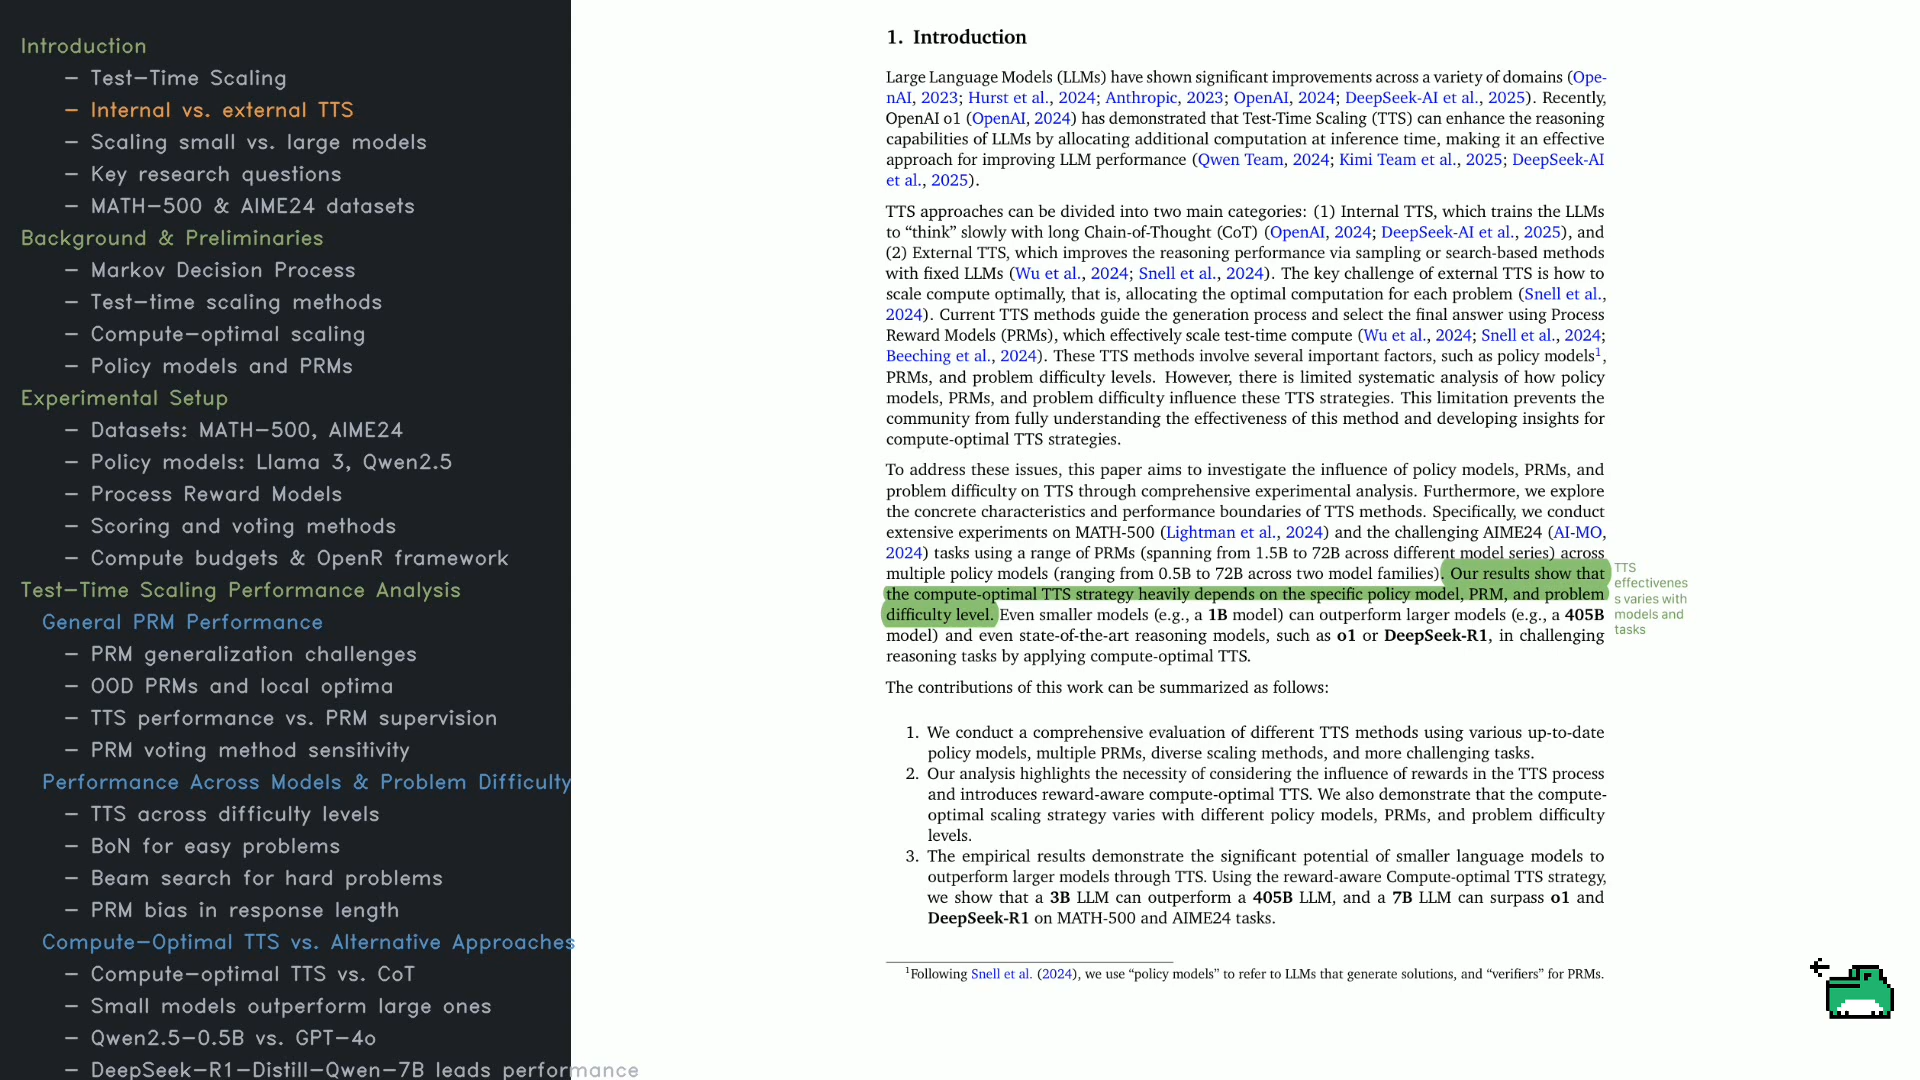 Introduction
– Test-Time Scaling
– Internal vs. external TTS
– Scaling small vs. large models
– Key research questions
– MATH-500 & AIME24 datasets
Background & Preliminaries
– Markov Decision Process
– Test-time scaling methods
– Compute-optimal scaling
– Policy models and PRMs
Experimental Setup
– Datasets: MATH-500, AIME24
– Policy models: Llama 3, Qwen2.5
– Process Reward Models
– Scoring and voting methods
– Compute budgets & OpenR framework
Test-Time Scaling Performance Analysis
General PRM Performance
– PRM generalization challenges
– OOD PRMs and local optima
– TTS performance vs. PRM supervision
– PRM voting method sensitivity
Performance Across Models & Problem Difficulty
– TTS across difficulty levels
– BoN for easy problems
– Beam search for hard problems
– PRM bias in response length
Compute-Optimal TTS vs. Alternative Approaches
– Compute-optimal TTS vs. CoT
– Small models outperform large ones
– Qwen2.5-0.5B vs. GPT-4o
– DeepSeek-R1-Distill-Qwen-7B leads performance
1. Introduction
Large Language Models (LLMs) have shown significant improvements across a variety of domains (Ope-
nAI, 2023; Hurst et al., 2024; Anthropic, 2023; OpenAI, 2024; DeepSeek-AI et al., 2025). Recently,
OpenAI o1 (OpenAI, 2024) has demonstrated that Test-Time Scaling (TTS) can enhance the reasoning
capabilities of LLMs by allocating additional computation at inference time, making it an effective
approach for improving LLM performance (Qwen Team, 2024; Kimi Team et al., 2025; DeepSeek-AI
et al., 2025).
TTS approaches can be divided into two main categories: (1) Internal TTS, which trains the LLMs
to “think” slowly with long Chain-of-Thought (CoT) (OpenAI, 2024; DeepSeek-AI et al., 2025), and
(2) External TTS, which improves the reasoning performance via sampling or search-based methods
with fixed LLMs (Wu et al., 2024; Snell et al., 2024). The key challenge of external TTS is how to
scale compute optimally, that is, allocating the optimal computation for each problem (Snell et al.,
2024). Current TTS methods guide the generation process and select the final answer using Process
Reward Models (PRMs), which effectively scale test-time compute (Wu et al., 2024; Snell et al., 2024;
Beeching et al., 2024). These TTS methods involve several important factors, such as policy models1,
PRMs, and problem difficulty levels. However, there is limited systematic analysis of how policy
models, PRMs, and problem difficulty influence these TTS strategies. This limitation prevents the
community from fully understanding the effectiveness of this method and developing insights for
compute-optimal TTS strategies.
To address these issues, this paper aims to investigate the influence of policy models, PRMs, and
problem difficulty on TTS through comprehensive experimental analysis. Furthermore, we explore
the concrete characteristics and performance boundaries of TTS methods. Specifically, we conduct
extensive experiments on MATH-500 (Lightman et al., 2024) and the challenging AIME24 (AI-MO,
2024) tasks using a range of PRMs (spanning from 1.5B to 72B across different model series) across
multiple policy models (ranging from 0.5B to 72B across two model families). Our results show that
the compute-optimal TTS strategy heavily depends on the specific policy model, PRM, and problem
difficulty level. Even smaller models (e.g., a 1B model) can outperform larger models (e.g., a 405B
model) and even state-of-the-art reasoning models, such as o1 or DeepSeek-R1, in challenging
reasoning tasks by applying compute-optimal TTS.
TTS
effectivenes
s varies with
models and
tasks
The contributions of this work can be summarized as follows:
1. We conduct a comprehensive evaluation of different TTS methods using various up-to-date
policy models, multiple PRMs, diverse scaling methods, and more challenging tasks.
2. Our analysis highlights the necessity of considering the influence of rewards in the TTS process
and introduces reward-aware compute-optimal TTS. We also demonstrate that the compute-
optimal scaling strategy varies with different policy models, PRMs, and problem difficulty
levels.
3. The empirical results demonstrate the significant potential of smaller language models to
outperform larger models through TTS. Using the reward-aware Compute-optimal TTS strategy,
we show that a 3B LLM can outperform a 405B LLM, and a 7B LLM can surpass o1 and
DeepSeek-R1 on MATH-500 and AIME24 tasks.
1Following Snell et al. (2024), we use “policy models” to refer to LLMs that generate solutions, and “verifiers” for PRMs.